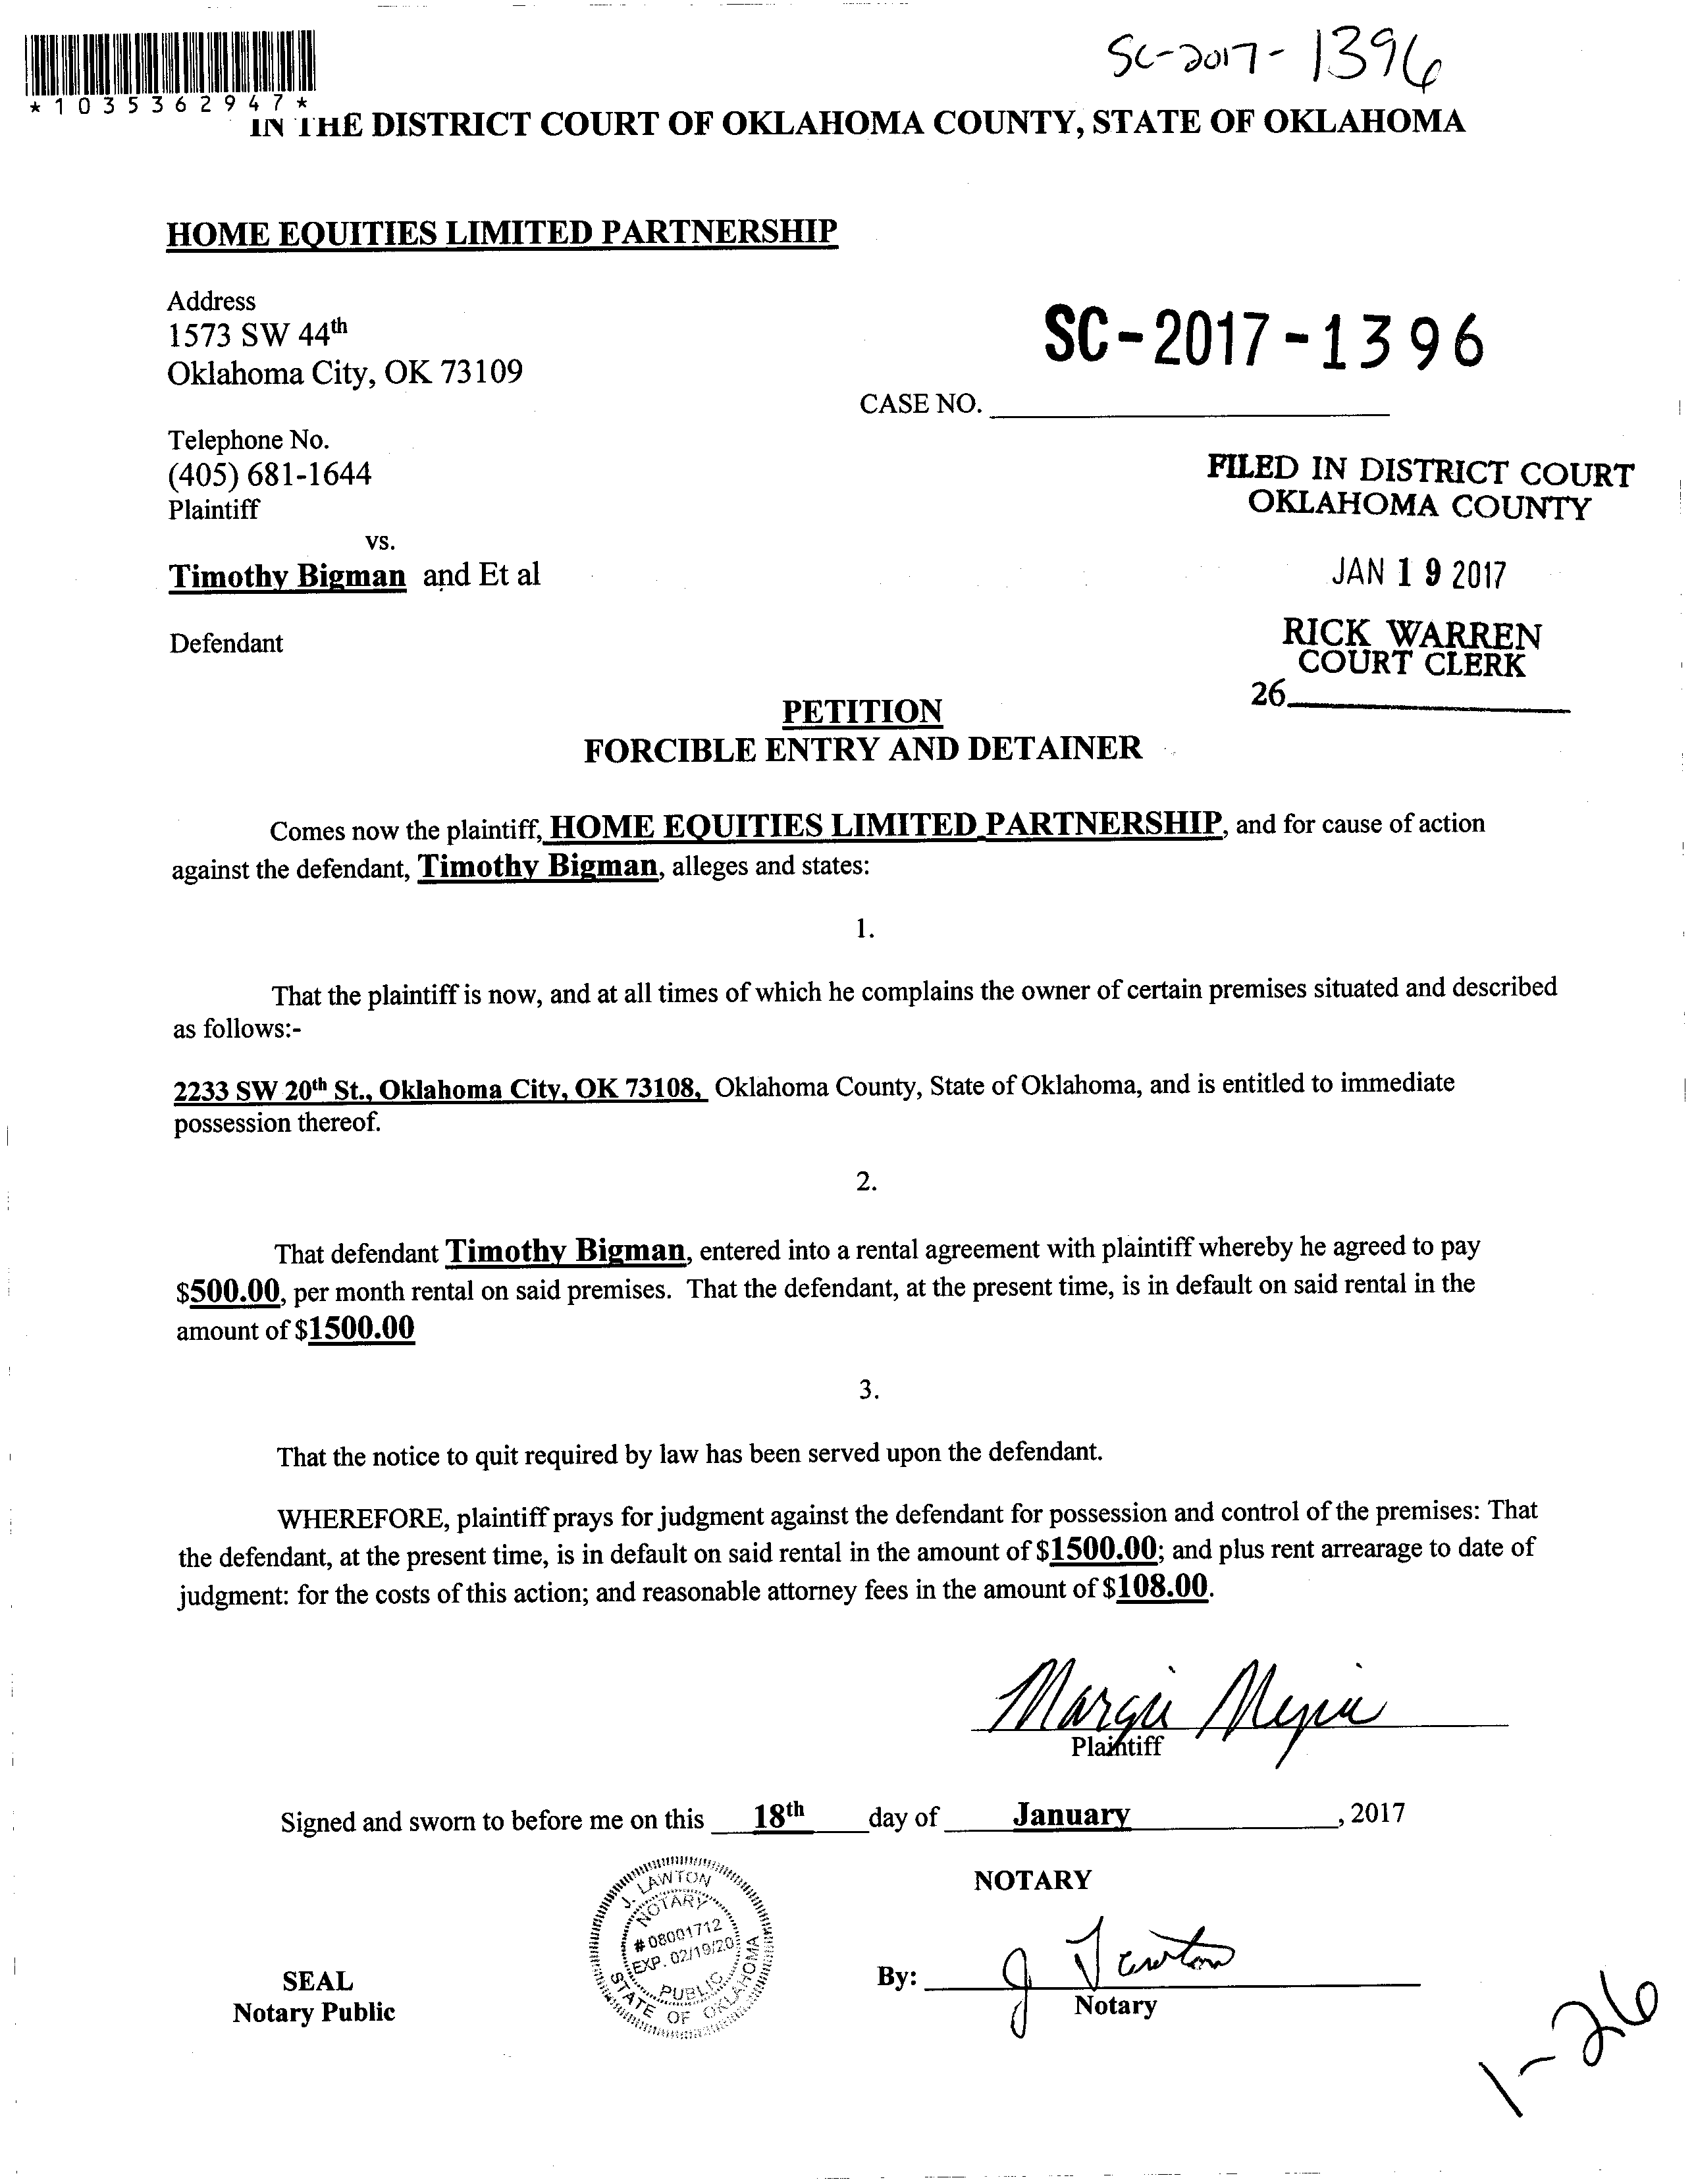 SC-2017-1396
*1035362947*
IN THE DISTRICT COURT OF OKLAHOMA COUNTY, STATE OF OKLAHOMA
HOME EQUITIES LIMITED PARTNERSHIP
Address
1573 SW 44th
Oklahoma City, OK 73109
SC-2017-1396
CASE NO.
Telephone No.
(405) 681-1644
Plaintiff
FILED IN DISTRICT COURT
OKLAHOMA COUNTY
vs.
Timothy Bigman and Et al
JAN 19 2017
Defendant
RICK WARREN
COURT CLERK
26
PETITION
FORCIBLE ENTRY AND DETAINER
Comes now the plaintiff, HOME EQUITIES LIMITED PARTNERSHIP, and for cause of action
against the defendant, Timothy Bigman, alleges and states:
1.
That the plaintiff is now, and at all times of which he complains the owner of certain premises situated and described
as follows:-
2233 SW 20th St., Oklahoma City, OK 73108, Oklahoma County, State of Oklahoma, and is entitled to immediate
possession thereof.
2.
That defendant Timothy Bigman, entered into a rental agreement with plaintiff whereby he agreed to pay
$500.00, per month rental on said premises. That the defendant, at the present time, is in default on said rental in the
amount of $1500.00
3.
That the notice to quit required by law has been served upon the defendant.
WHEREFORE, plaintiff prays for judgment against the defendant for possession and control of the premises: That
the defendant, at the present time, is in default on said rental in the amount of $1500.00; and plus rent arrearage to date of
judgment: for the costs of this action; and reasonable attorney fees in the amount of $108.00.
Margie Mejia
Plaintiff
Signed and sworn to before me on this 18th day of January, 2017
J. LAWTON
NOTARY
# 08001712
EXP. 02/19/20
PUBLIC
STATE OF OKLAHOMA
NOTARY
SEAL
Notary Public
By: J Lawton
Notary
1-26